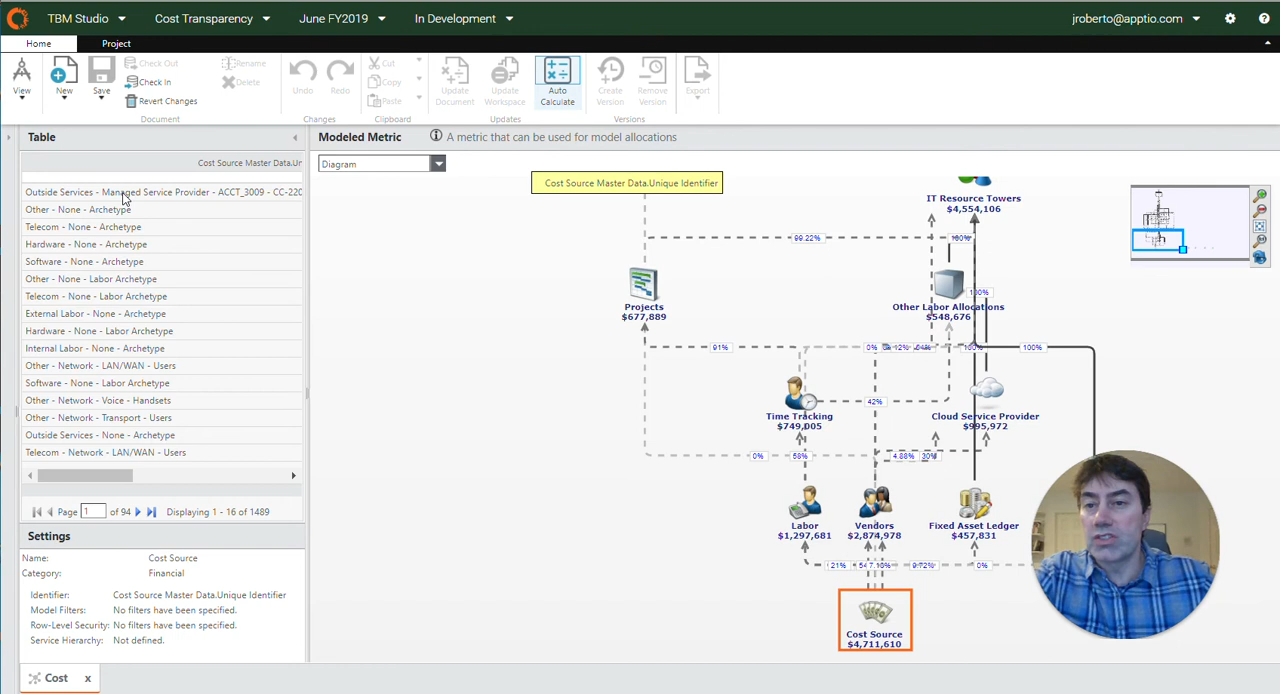 TBM Studio Cost Transparency June FY2019 In Development jroberto@apptio.com
Home Project
View New Save Check Out Check In Revert Changes Rename Delete Undo Redo Cut Copy Paste Update Document Update Workspace Auto Calculate Create Version Remove Version Export
Document Changes Clipboard Updates Versions
Table
Cost Source Master Data.Ur
Outside Services - Managed Service Provider - ACCT_3009 - CC-220
Other - None - Archetype
Telecom - None - Archetype
Hardware - None - Archetype
Software - None - Archetype
Other - None - Labor Archetype
Telecom - None - Labor Archetype
External Labor - None - Archetype
Hardware - None - Labor Archetype
Internal Labor - None - Archetype
Other - Network - LAN/WAN - Users
Software - None - Labor Archetype
Other - Network - Voice - Handsets
Other - Network - Transport - Users
Outside Services - None - Archetype
Telecom - Network - LAN/WAN - Users
Page 1 of 94 Displaying 1 - 16 of 1489
Settings
Name: Cost Source
Category: Financial
Identifier: Cost Source Master Data.Unique Identifier
Model Filters: No filters have been specified.
Row-Level Security: No filters have been specified.
Service Hierarchy: Not defined.
Cost x
Modeled Metric A metric that can be used for model allocations
Diagram
Cost Source Master Data.Unique Identifier
IT Resource Towers
$4,554,106
99.22% 100%
Projects
$677,889
100%
Other Labor Allocations
$548,676
91% 0% 12% 100% 100%
Time Tracking
$749,005
42%
Cloud Service Provider
$995,972
0% 58% 4.88% 30%
Labor
$1,297,681
Vendors
$2,874,978
Fixed Asset Ledger
$457,831
21% 9.72% 0%
Cost Source
$4,711,610